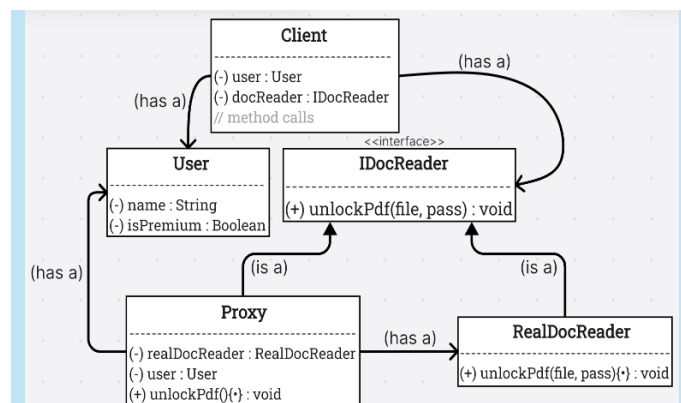 Client
(-) user : User
(-) docReader : IDocReader
// method calls
(has a)
(has a)
User
(-) name : String
(-) isPremium : Boolean
<<interface>>
IDocReader
(+) unlockPdf(file, pass) : void
(has a)
(is a)
(is a)
Proxy
(-) realDocReader : RealDocReader
(-) user : User
(+) unlockPdf(){•} : void
(has a)
RealDocReader
(+) unlockPdf(file, pass){•} : void